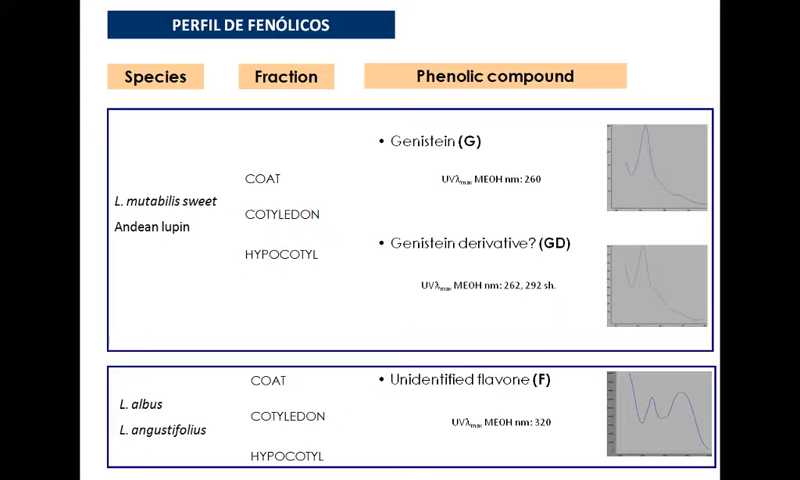 PERFIL DE FENÓLICOS
Species
Fraction
Phenolic compound
• Genistein (G)
COAT
UVλmax MEOH nm: 260
L. mutabilis sweet
COTYLEDON
Andean lupin
• Genistein derivative? (GD)
HYPOCOTYL
UVλmax MEOH nm: 262, 292 sh.
COAT
• Unidentified flavone (F)
L. albus
COTYLEDON
UVλmax MEOH nm: 320
L. angustifolius
HYPOCOTYL